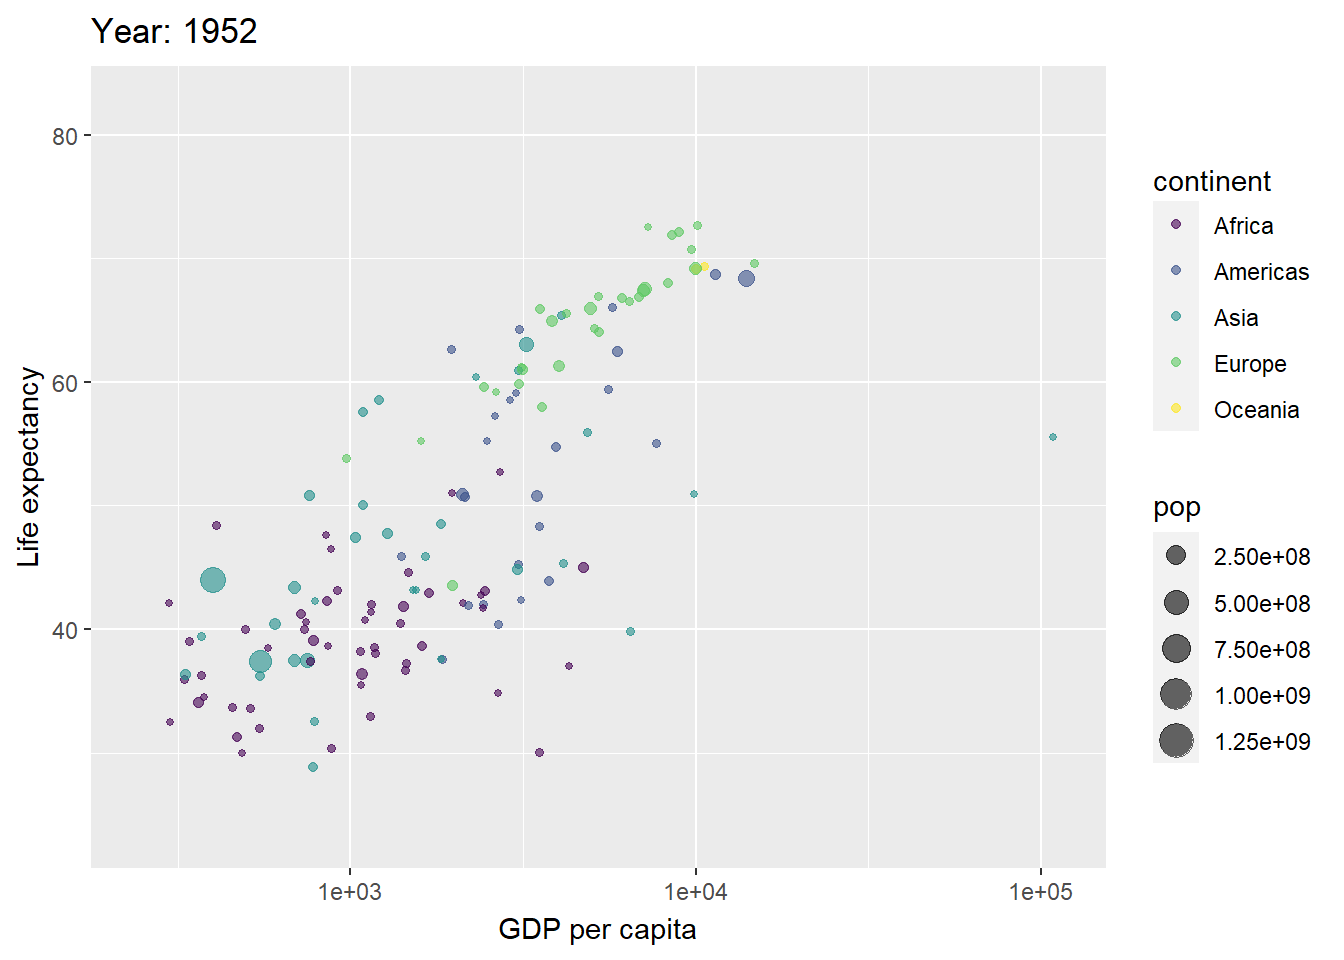 Year: 1952
80
60
40
Life expectancy
1e+03
1e+04
1e+05
GDP per capita
continent
Africa
Americas
Asia
Europe
Oceania
pop
2.50e+08
5.00e+08
7.50e+08
1.00e+09
1.25e+09